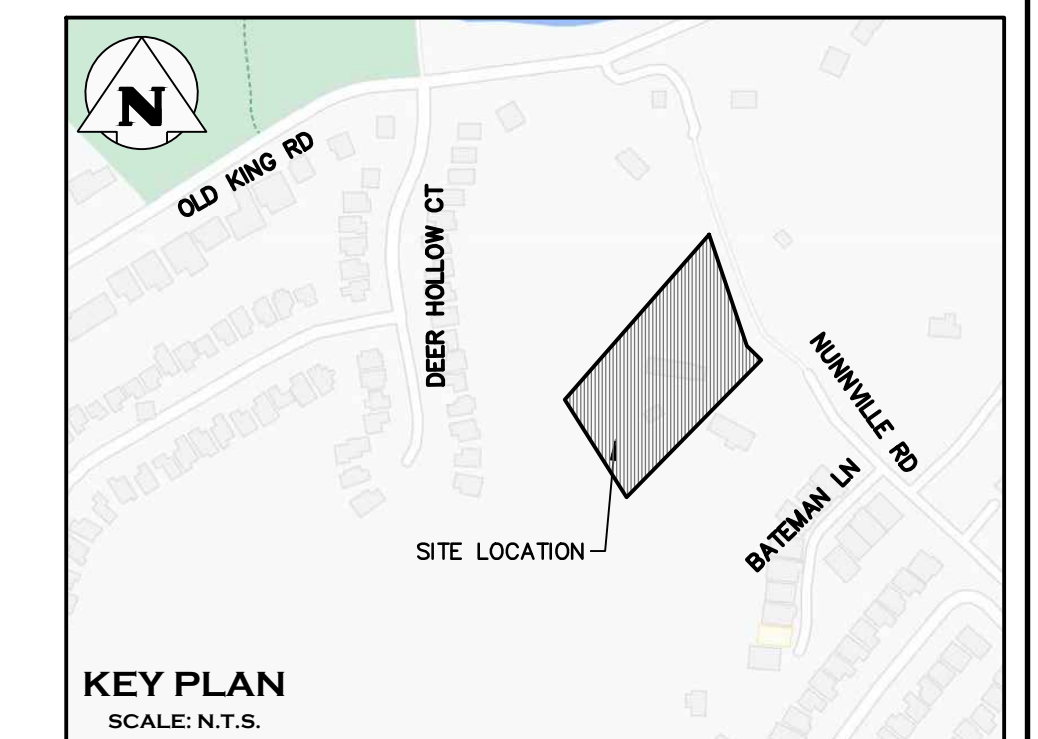 N
OLD KING RD
DEER HOLLOW CT
NUNNVILLE RD
BATEMAN LN
SITE LOCATION
KEY PLAN
SCALE: N.T.S.